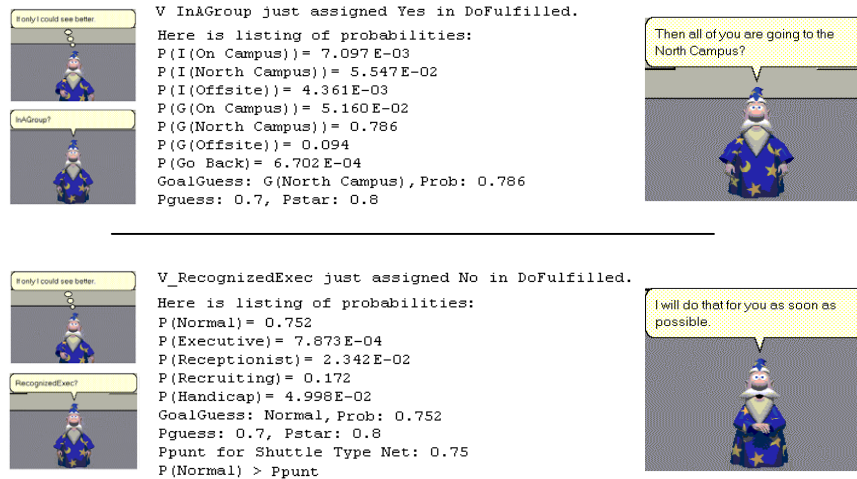 If only I could see better.
InAGroup?
V InAGroup just assigned Yes in DoFulfilled.
Here is listing of probabilities:
P(I(On Campus))= 7.097E-03
P(I(North Campus))= 5.547E-02
P(I(Offsite))= 4.361E-03
P(G(On Campus))= 5.160E-02
P(G(North Campus))= 0.786
P(G(Offsite))= 0.094
P(Go Back)= 6.702E-04
GoalGuess: G(North Campus), Prob: 0.786
Pguess: 0.7, Pstar: 0.8
Then all of you are going to the
North Campus?
If only I could see better.
RecognizedExec?
V_RecognizedExec just assigned No in DoFulfilled.
Here is listing of probabilities:
P(Normal)= 0.752
P(Executive)= 7.873E-04
P(Receptionist)= 2.342E-02
P(Recruiting)= 0.172
P(Handicap)= 4.998E-02
GoalGuess: Normal, Prob: 0.752
Pguess: 0.7, Pstar: 0.8
Ppunt for Shuttle Type Net: 0.75
P(Normal) > Ppunt
I will do that for you as soon as
possible.